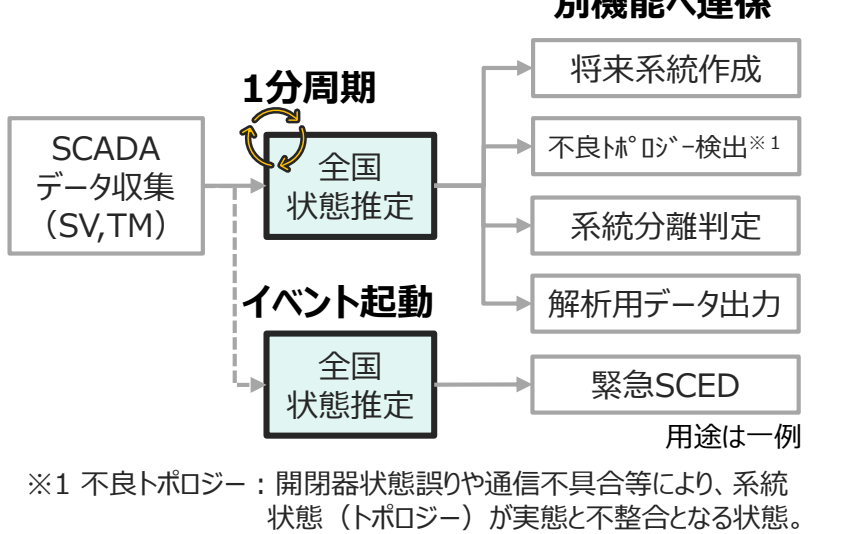 別機能へ連係
1分周期
SCADA
データ収集
（SV,TM）
全国
状態推定
将来系統作成
不良ﾄﾎﾟﾛｼﾞｰ検出※1
系統分離判定
解析用データ出力
イベント起動
全国
状態推定
緊急SCED
用途は一例
※1 不良トポロジー：開閉器状態誤りや通信不具合等により、系統
状態（トポロジー）が実態と不整合となる状態。